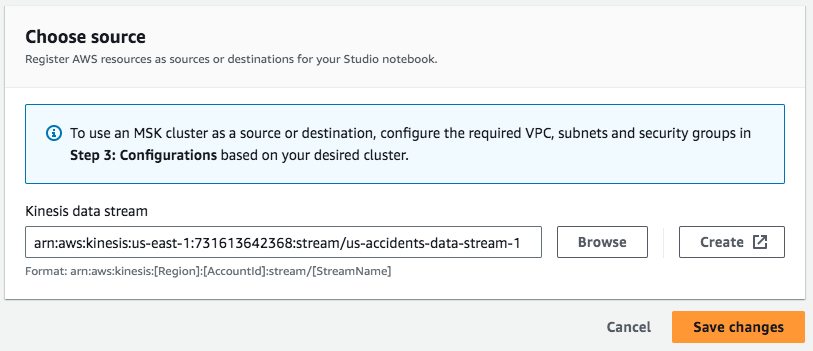 Choose source
Register AWS resources as sources or destinations for your Studio notebook.
To use an MSK cluster as a source or destination, configure the required VPC, subnets and security groups in
Step 3: Configurations based on your desired cluster.
Kinesis data stream
arn:aws:kinesis:us-east-1:731613642368:stream/us-accidents-data-stream-1
Browse
Create
Format: arn:aws:kinesis:[Region]:[AccountId]:stream/[StreamName]
Cancel
Save changes